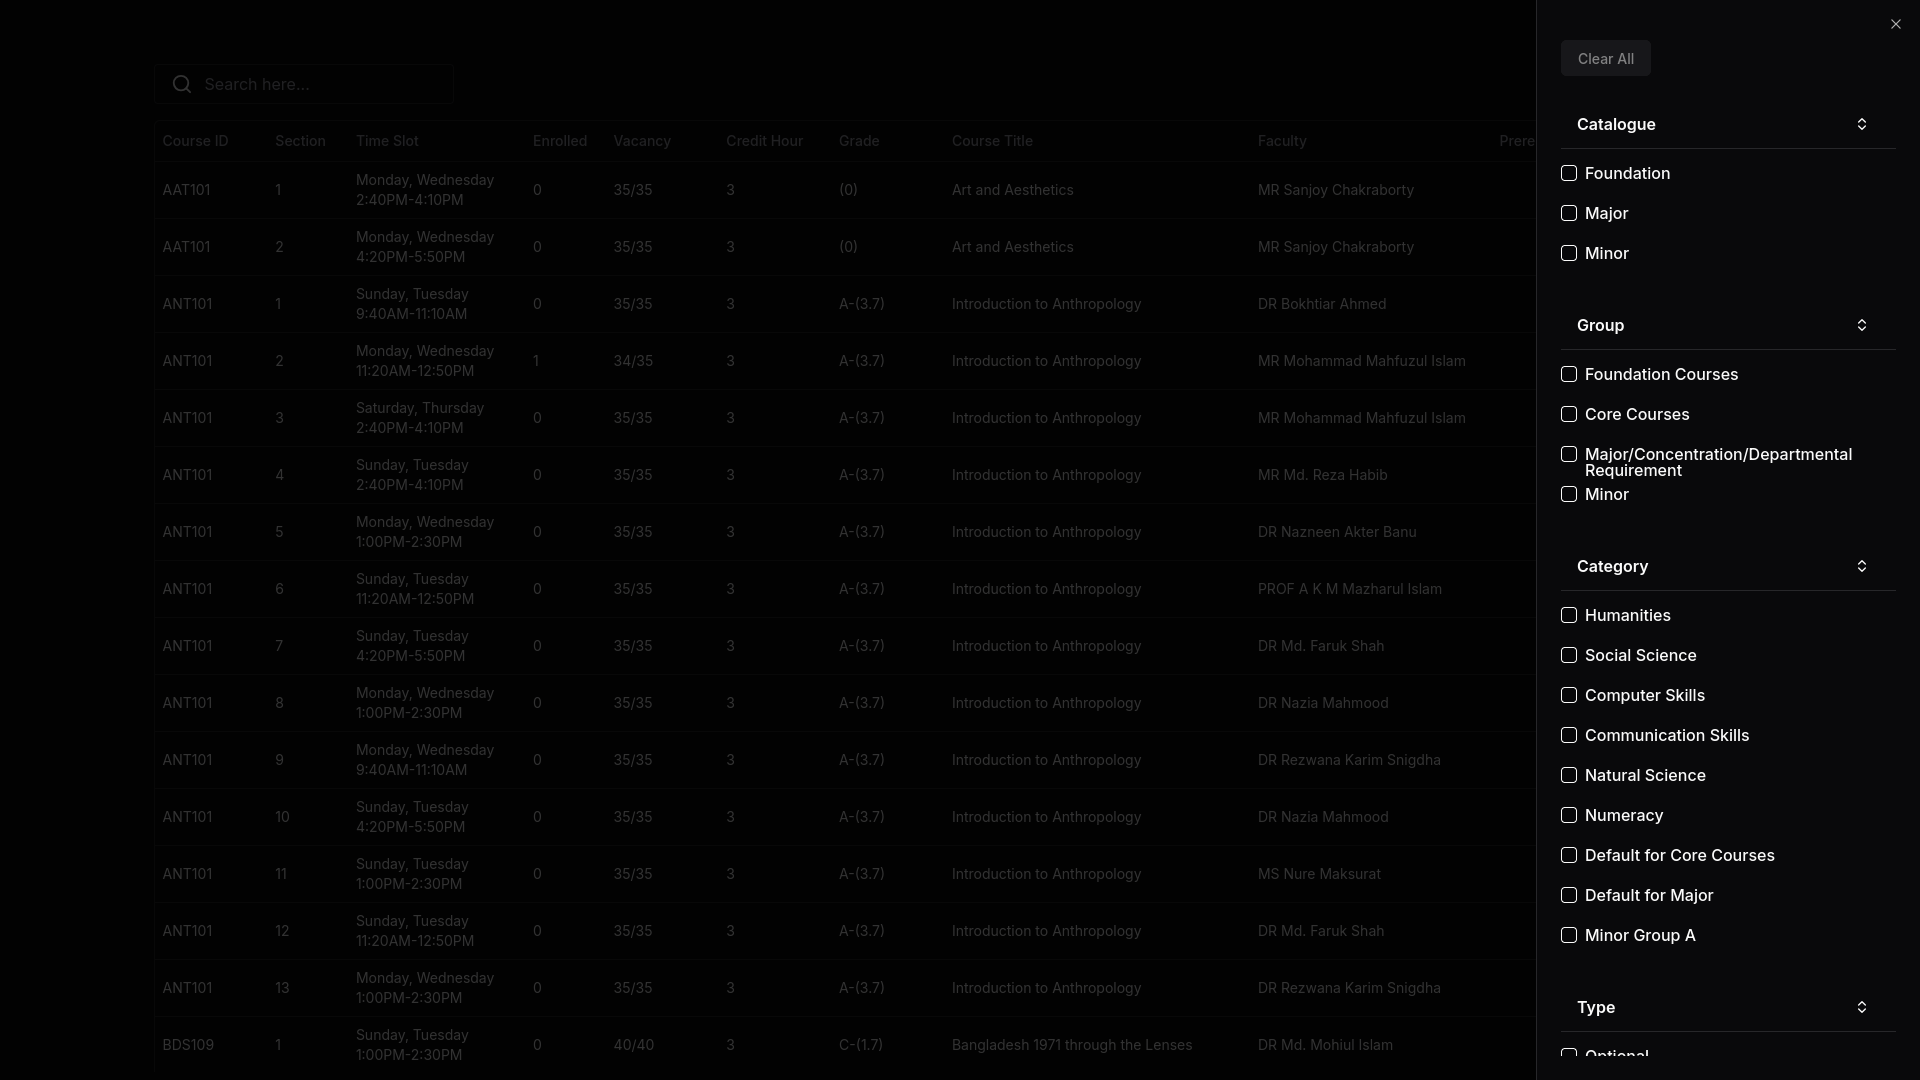 Clear All
Search here...
Course ID Section Time Slot Enrolled Vacancy Credit Hour Grade Course Title Faculty Prere
AAT101 1 Monday, Wednesday 2:40PM-4:10PM 0 35/35 3 (0) Art and Aesthetics MR Sanjoy Chakraborty
AAT101 2 Monday, Wednesday 4:20PM-5:50PM 0 35/35 3 (0) Art and Aesthetics MR Sanjoy Chakraborty
ANT101 1 Sunday, Tuesday 9:40AM-11:10AM 0 35/35 3 A-(3.7) Introduction to Anthropology DR Bokhtiar Ahmed
ANT101 2 Monday, Wednesday 11:20AM-12:50PM 1 34/35 3 A-(3.7) Introduction to Anthropology MR Mohammad Mahfuzul Islam
ANT101 3 Saturday, Thursday 2:40PM-4:10PM 0 35/35 3 A-(3.7) Introduction to Anthropology MR Mohammad Mahfuzul Islam
ANT101 4 Sunday, Tuesday 2:40PM-4:10PM 0 35/35 3 A-(3.7) Introduction to Anthropology MR Md. Reza Habib
ANT101 5 Monday, Wednesday 1:00PM-2:30PM 0 35/35 3 A-(3.7) Introduction to Anthropology DR Nazneen Akter Banu
ANT101 6 Sunday, Tuesday 11:20AM-12:50PM 0 35/35 3 A-(3.7) Introduction to Anthropology PROF A K M Mazharul Islam
ANT101 7 Sunday, Tuesday 4:20PM-5:50PM 0 35/35 3 A-(3.7) Introduction to Anthropology DR Md. Faruk Shah
ANT101 8 Monday, Wednesday 1:00PM-2:30PM 0 35/35 3 A-(3.7) Introduction to Anthropology DR Nazia Mahmood
ANT101 9 Monday, Wednesday 9:40AM-11:10AM 0 35/35 3 A-(3.7) Introduction to Anthropology DR Rezwana Karim Snigdha
ANT101 10 Sunday, Tuesday 4:20PM-5:50PM 0 35/35 3 A-(3.7) Introduction to Anthropology DR Nazia Mahmood
ANT101 11 Sunday, Tuesday 1:00PM-2:30PM 0 35/35 3 A-(3.7) Introduction to Anthropology MS Nure Maksurat
ANT101 12 Sunday, Tuesday 11:20AM-12:50PM 0 35/35 3 A-(3.7) Introduction to Anthropology DR Md. Faruk Shah
ANT101 13 Monday, Wednesday 1:00PM-2:30PM 0 35/35 3 A-(3.7) Introduction to Anthropology DR Rezwana Karim Snigdha
BDS109 1 Sunday, Tuesday 1:00PM-2:30PM 0 40/40 3 C-(1.7) Bangladesh 1971 through the Lenses DR Md. Mohiul Islam
Catalogue
Foundation
Major
Minor
Group
Foundation Courses
Core Courses
Major/Concentration/Departmental
Requirement
Minor
Category
Humanities
Social Science
Computer Skills
Communication Skills
Natural Science
Numeracy
Default for Core Courses
Default for Major
Minor Group A
Type
Optional